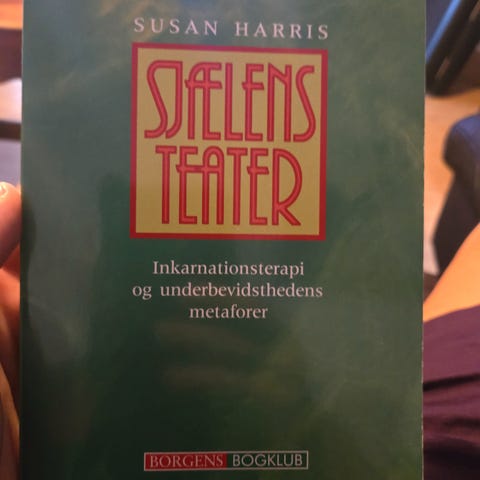 SUSAN HARRIS
SJÆLENS
TEATER
Inkarnationsterapi
og underbevidsthedens
metaforer
BORGENS BOGKLUB